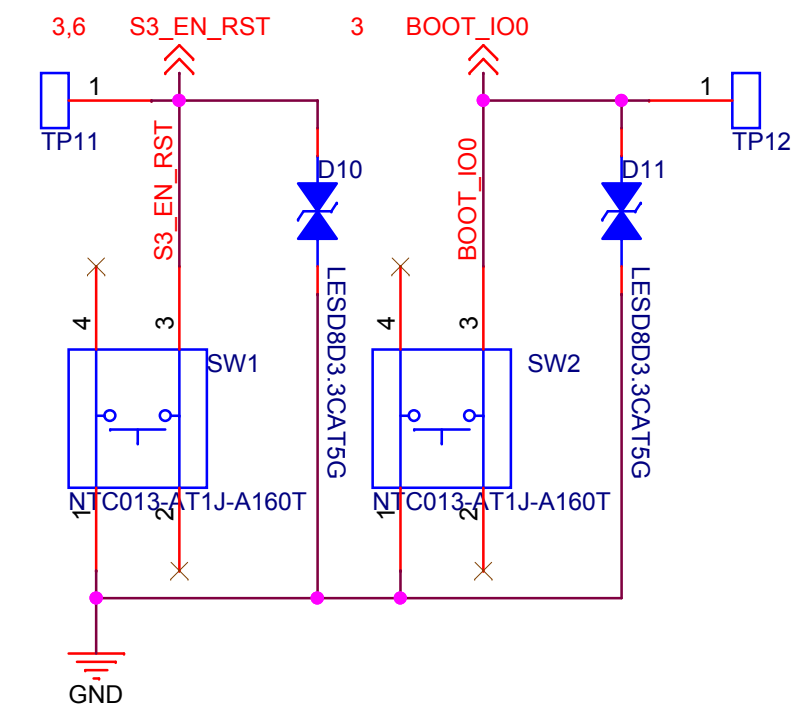 3,6 S3_EN_RST 3 BOOT_IO0
1 1
TP11 TP12
S3_EN_RST
D10
BOOT_IO0
D11
LESD8D3.3CAT5G
LESD8D3.3CAT5G
4 3 4 3
SW1 SW2
NTC013-AT1J-A160T NTC013-AT1J-A160T
1 2 1 2
GND